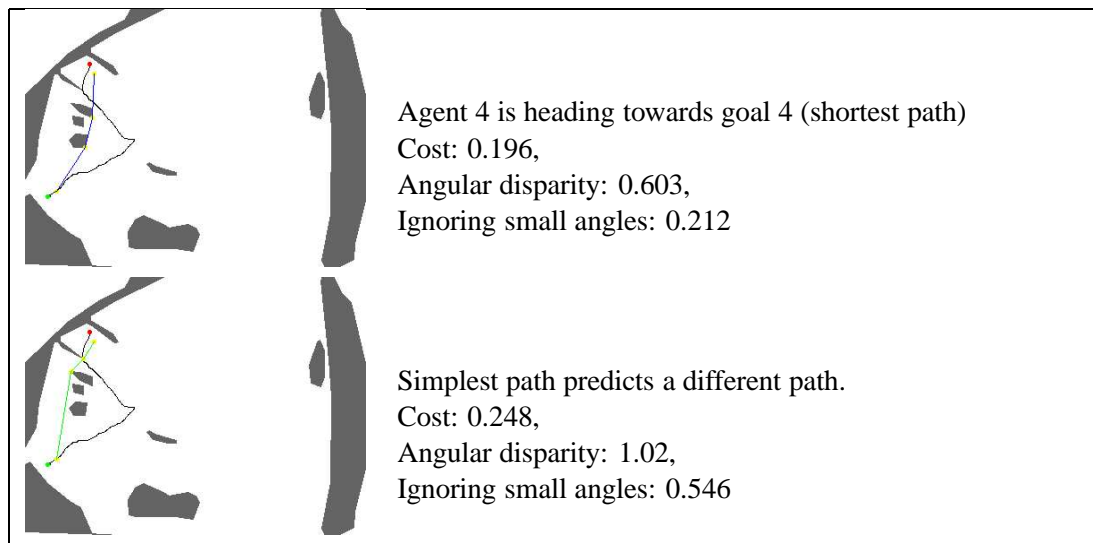 Agent 4 is heading towards goal 4 (shortest path)
Cost: 0.196,
Angular disparity: 0.603,
Ignoring small angles: 0.212
Simplest path predicts a different path.
Cost: 0.248,
Angular disparity: 1.02,
Ignoring small angles: 0.546